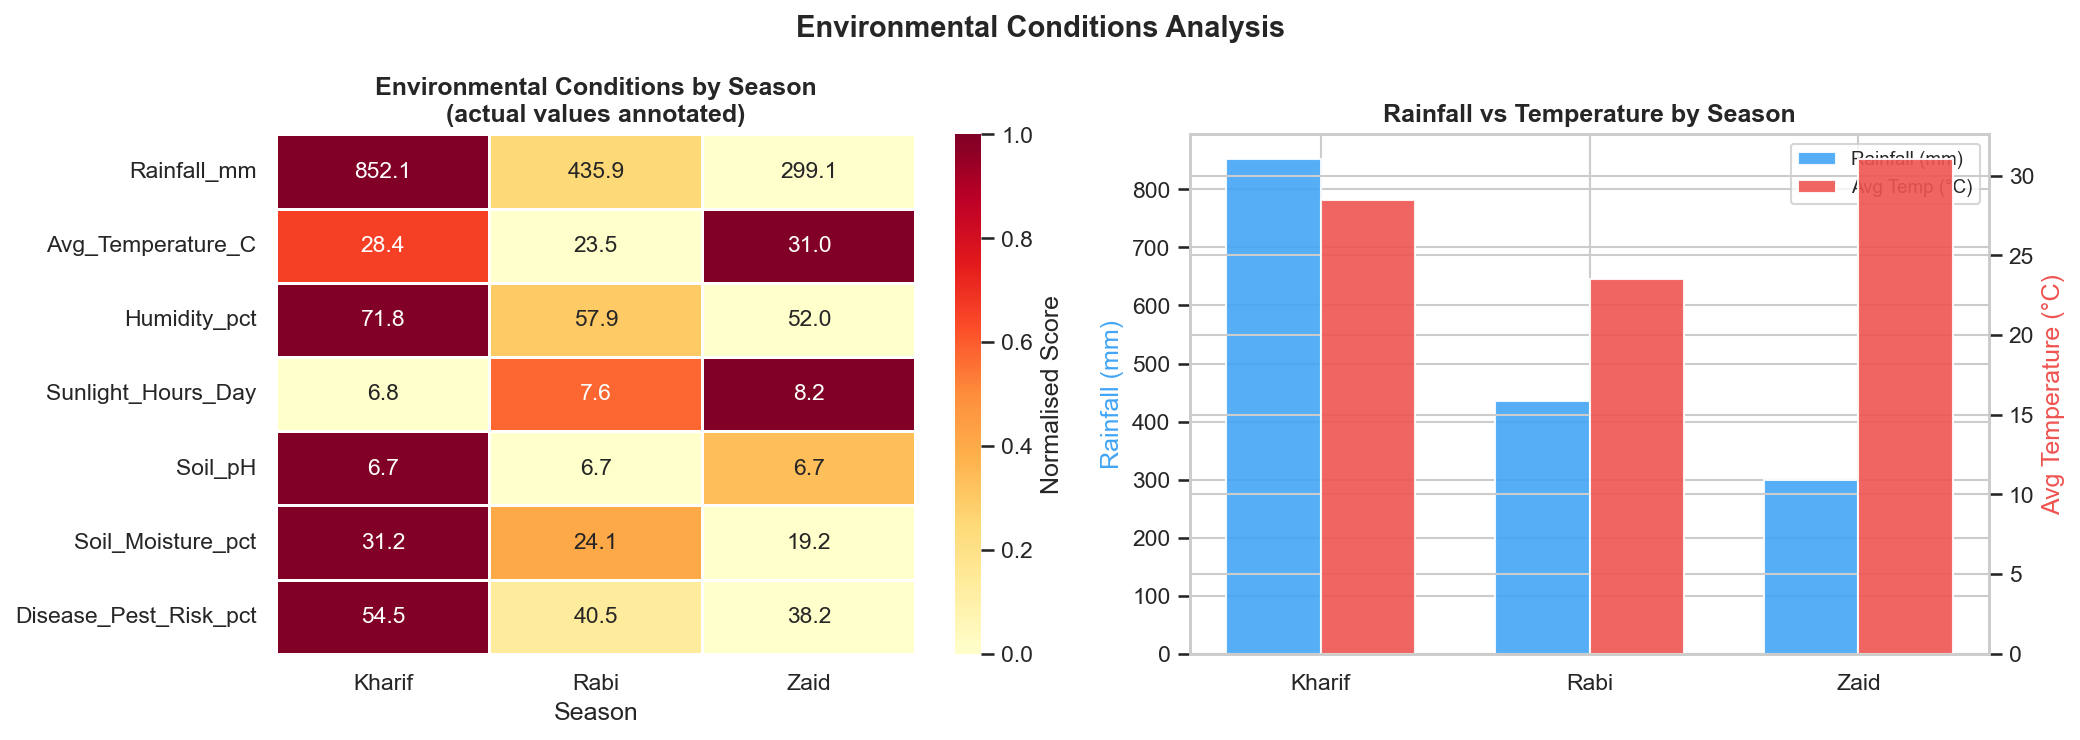 Environmental Conditions Analysis
Environmental Conditions by Season
(actual values annotated)
Rainfall_mm 852.1 435.9 299.1
Avg_Temperature_C 28.4 23.5 31.0
Humidity_pct 71.8 57.9 52.0
Sunlight_Hours_Day 6.8 7.6 8.2
Soil_pH 6.7 6.7 6.7
Soil_Moisture_pct 31.2 24.1 19.2
Disease_Pest_Risk_pct 54.5 40.5 38.2
Kharif Rabi Zaid
Season
1.0
0.8
0.6
0.4
0.2
0.0
Normalised Score
Rainfall vs Temperature by Season
Rainfall (mm)
Avg Temp (°C)
800
700
600
500
400
300
200
100
0
Rainfall (mm)
30
25
20
15
10
5
0
Avg Temperature (°C)
Kharif Rabi Zaid